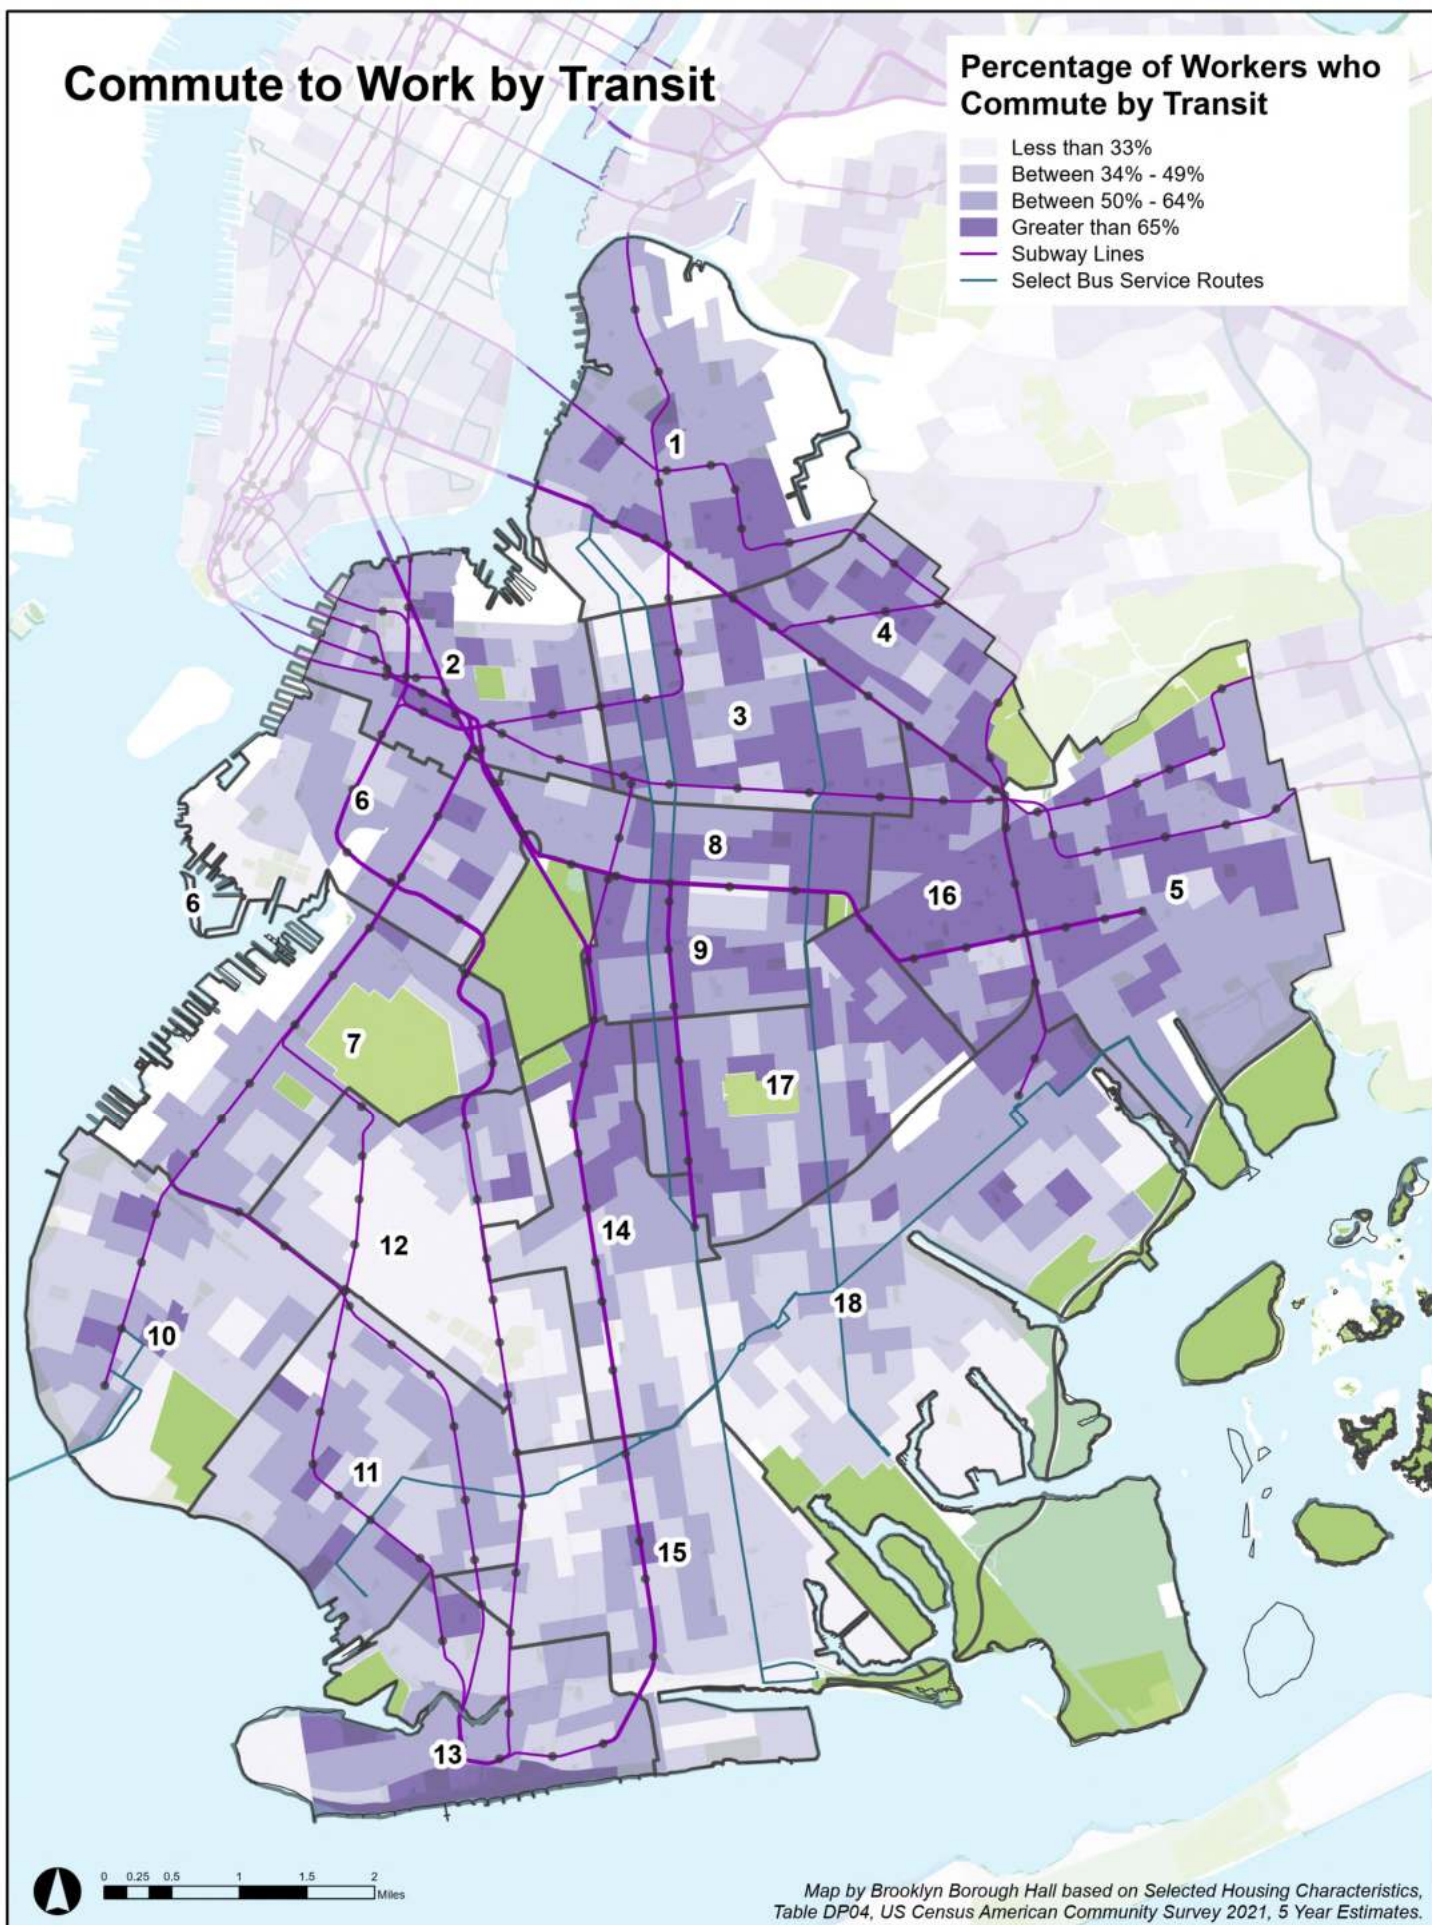 Commute to Work by Transit
Percentage of Workers who
Commute by Transit
Less than 33%
Between 34% - 49%
Between 50% - 64%
Greater than 65%
Subway Lines
Select Bus Service Routes
1
4
2
3
6
8
16
5
6
9
7
17
14
12
18
10
11
15
13
0 0.25 0.5 1 1.5 2
Miles
Map by Brooklyn Borough Hall based on Selected Housing Characteristics,
Table DP04, US Census American Community Survey 2021, 5 Year Estimates.